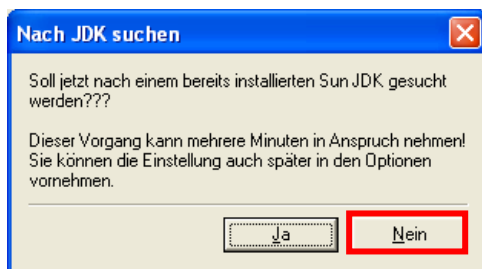 Nach JDK suchen
Soll jetzt nach einem bereits installierten Sun JDK gesucht
werden???
Dieser Vorgang kann mehrere Minuten in Anspruch nehmen!
Sie können die Einstellung auch später in den Optionen
vornehmen.
Ja
Nein